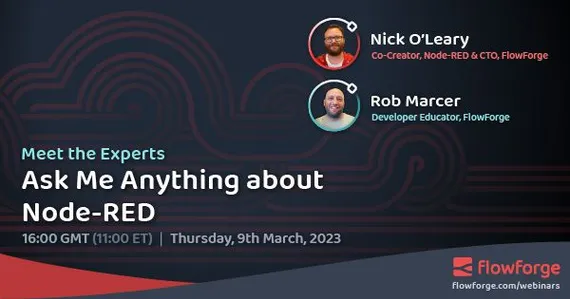 Nick O'Leary
Co-Creator, Node-RED & CTO, FlowForge
Rob Marcer
Developer Educator, FlowForge
Meet the Experts
Ask Me Anything about
Node-RED
16:00 GMT (11:00 ET) | Thursday, 9th March, 2023
FlowForge
flowforge.com/webinars